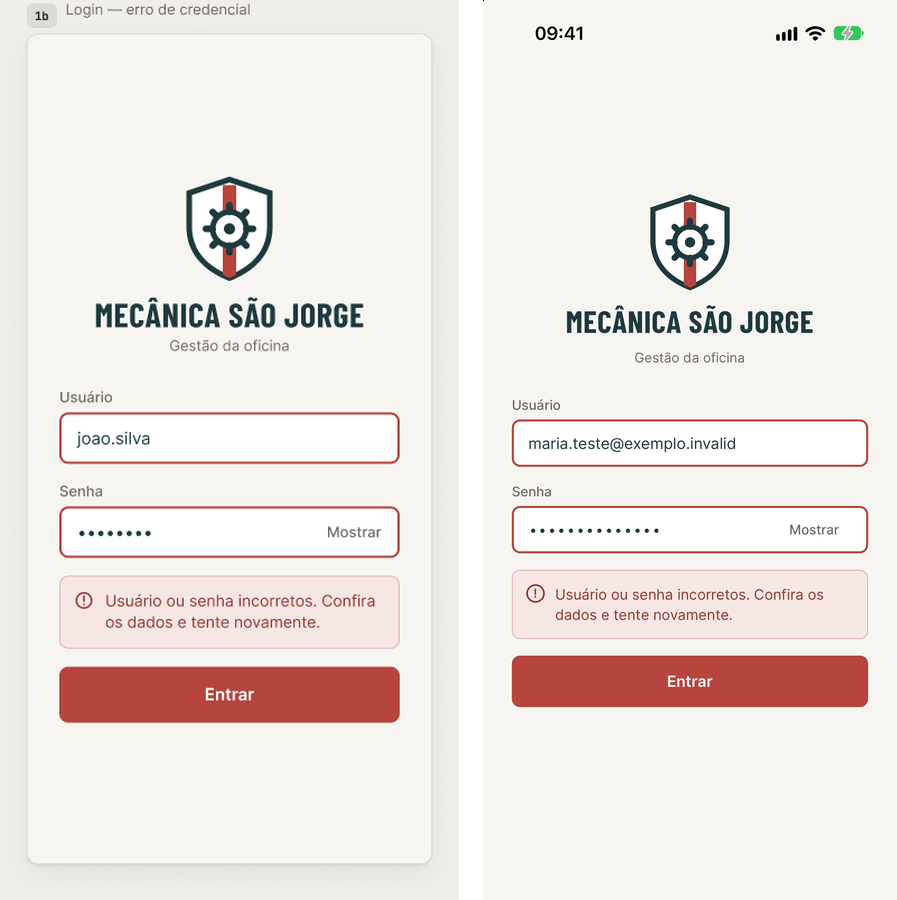 1b Login — erro de credencial
MECÂNICA SÃO JORGE
Gestão da oficina
Usuário
joao.silva
Senha
•••••••• Mostrar
Usuário ou senha incorretos. Confira
os dados e tente novamente.
Entrar
09:41
MECÂNICA SÃO JORGE
Gestão da oficina
Usuário
maria.teste@exemplo.invalid
Senha
•••••••••••••• Mostrar
Usuário ou senha incorretos. Confira os
dados e tente novamente.
Entrar